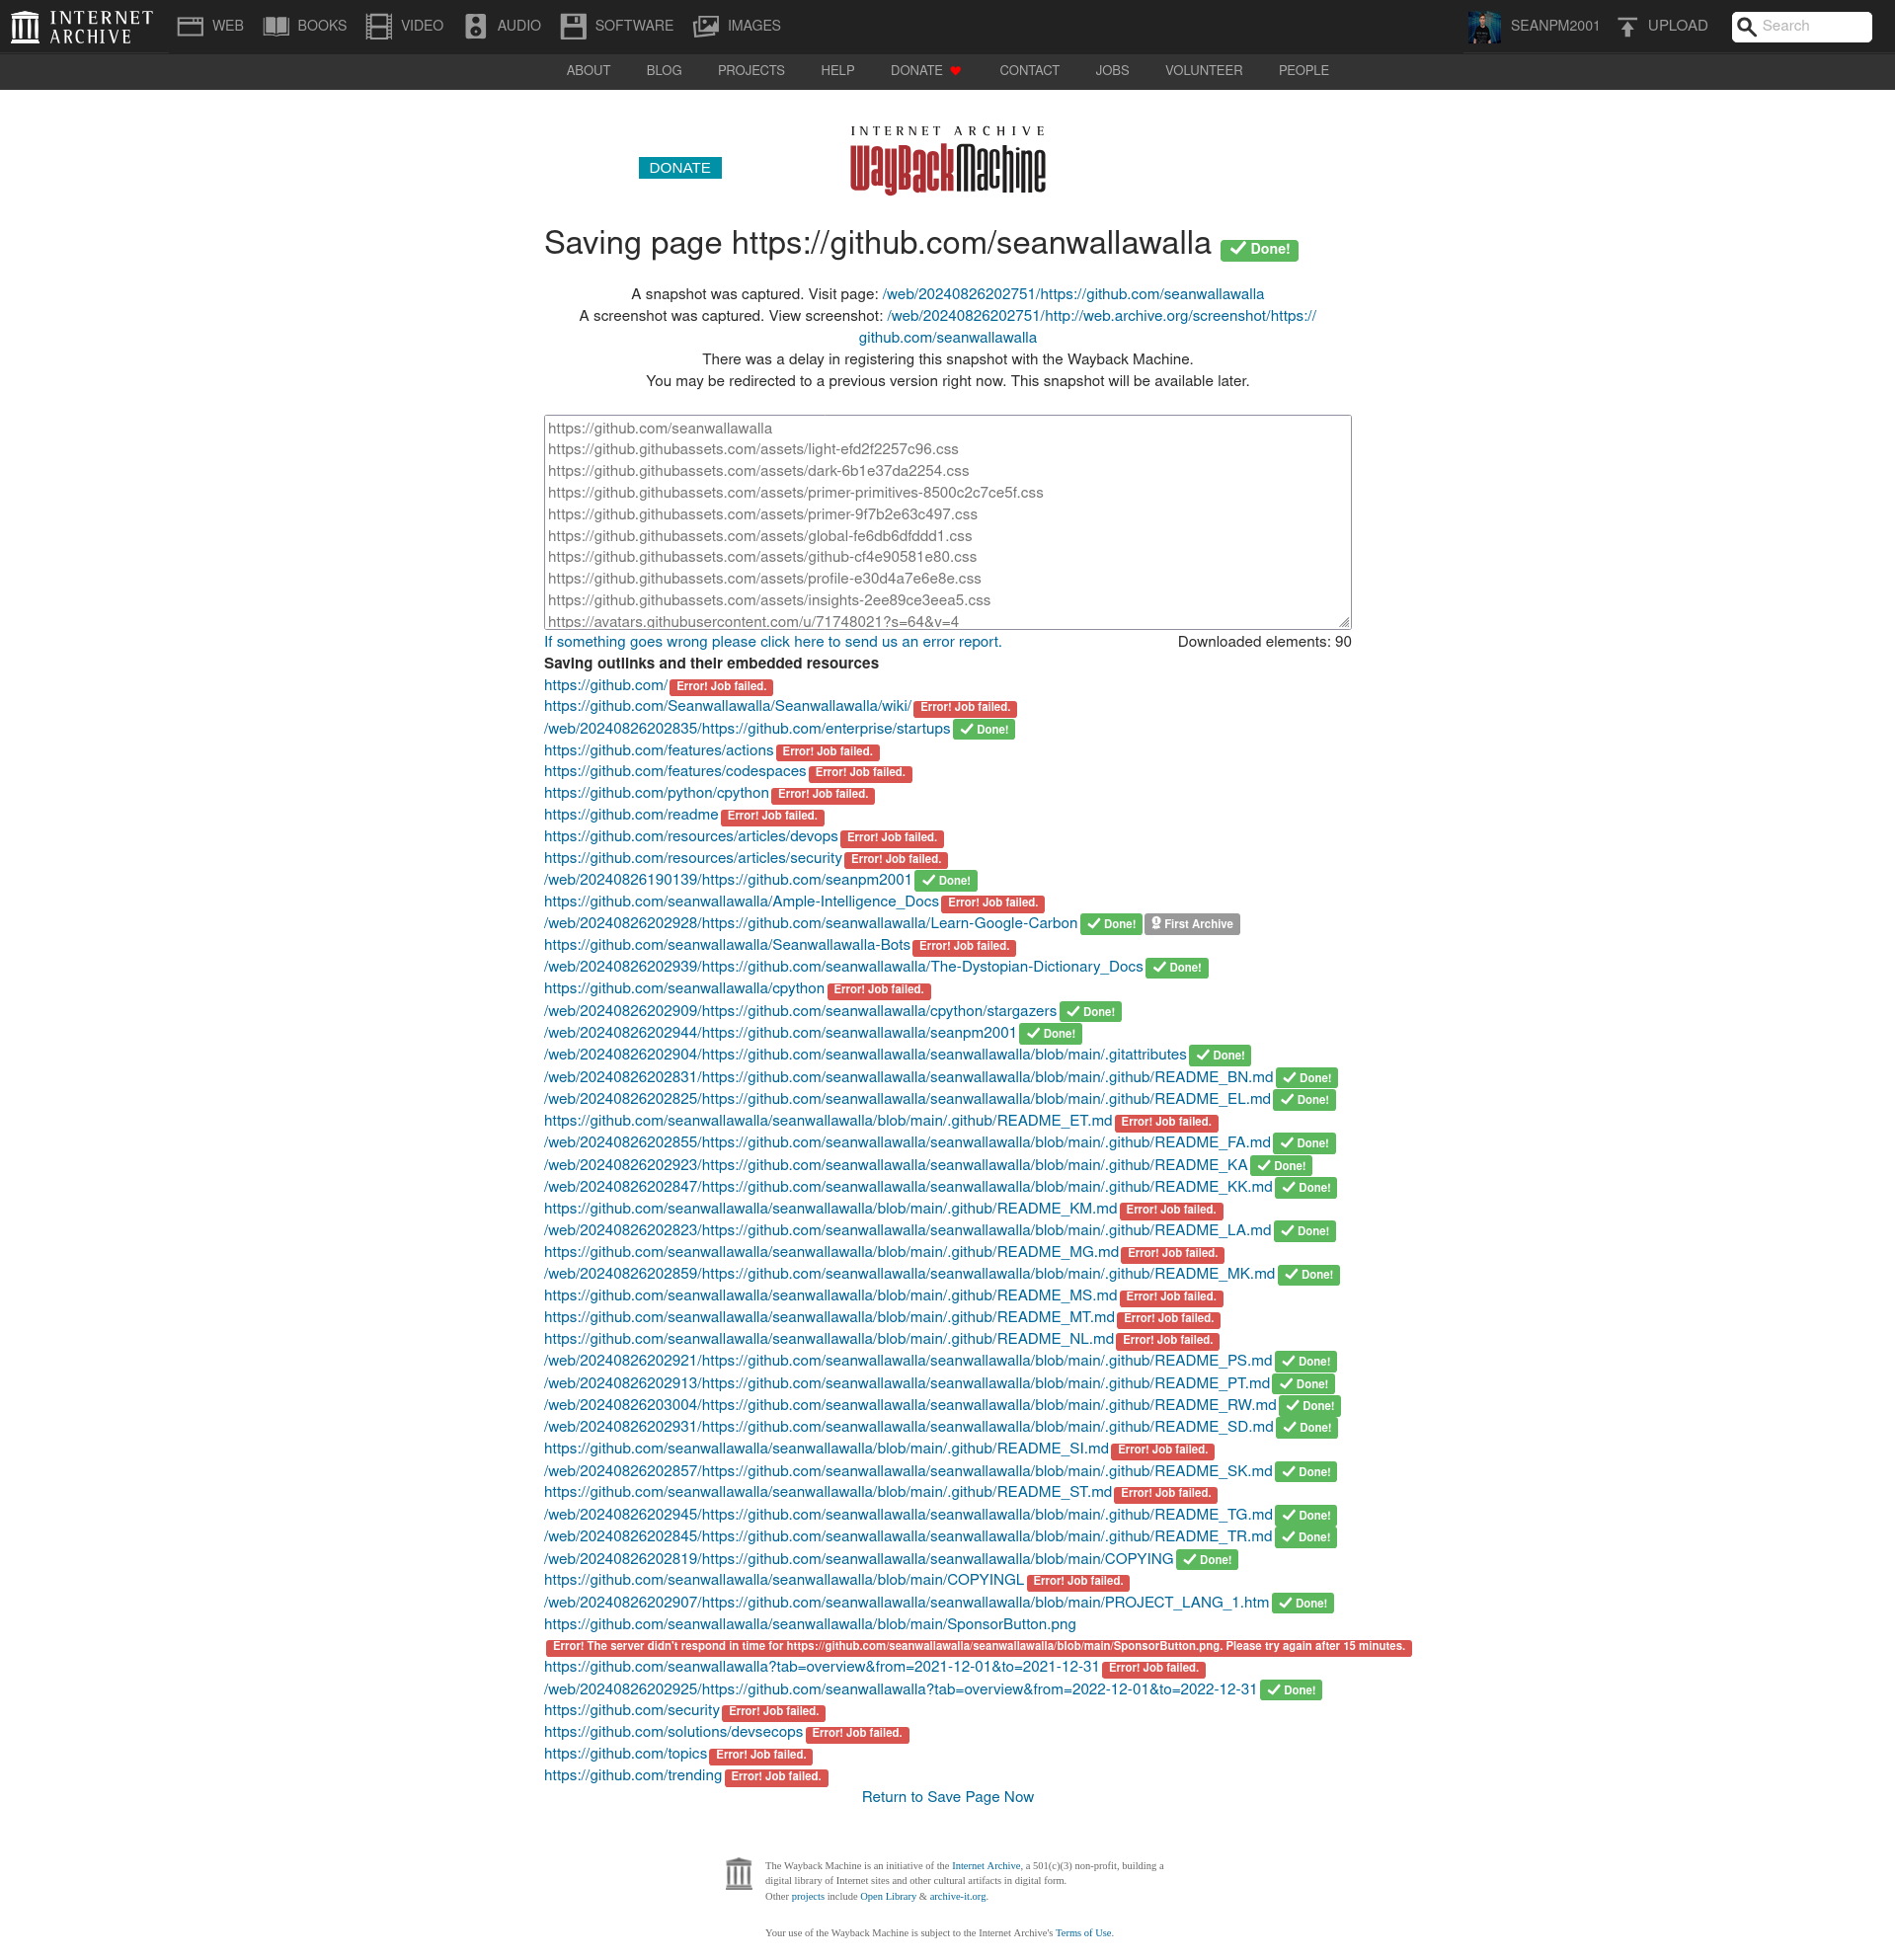 INTERNET ARCHIVE
WEB BOOKS VIDEO AUDIO SOFTWARE IMAGES SEANPM2001 UPLOAD Search
ABOUT BLOG PROJECTS HELP DONATE CONTACT JOBS VOLUNTEER PEOPLE
INTERNET ARCHIVE
WayBackMachine
DONATE
Saving page https://github.com/seanwallawalla Done!
A snapshot was captured. Visit page: /web/20240826202751/https://github.com/seanwallawalla
A screenshot was captured. View screenshot: /web/20240826202751/http://web.archive.org/screenshot/https://
github.com/seanwallawalla
There was a delay in registering this snapshot with the Wayback Machine.
You may be redirected to a previous version right now. This snapshot will be available later.
https://github.com/seanwallawalla
https://github.githubassets.com/assets/light-efd2f2257c96.css
https://github.githubassets.com/assets/dark-6b1e37da2254.css
https://github.githubassets.com/assets/primer-primitives-8500c2c7ce5f.css
https://github.githubassets.com/assets/primer-9f7b2e63c497.css
https://github.githubassets.com/assets/global-fe6db6dfddd1.css
https://github.githubassets.com/assets/github-cf4e90581e80.css
https://github.githubassets.com/assets/profile-e30d4a7e6e8e.css
https://github.githubassets.com/assets/insights-2ee89ce3eea5.css
https://avatars.githubusercontent.com/u/71748021?s=64&v=4
If something goes wrong please click here to send us an error report. Downloaded elements: 90
Saving outlinks and their embedded resources
https://github.com/ Error! Job failed.
https://github.com/Seanwallawalla/Seanwallawalla/wiki/ Error! Job failed.
/web/20240826202835/https://github.com/enterprise/startups Done!
https://github.com/features/actions Error! Job failed.
https://github.com/features/codespaces Error! Job failed.
https://github.com/python/cpython Error! Job failed.
https://github.com/readme Error! Job failed.
https://github.com/resources/articles/devops Error! Job failed.
https://github.com/resources/articles/security Error! Job failed.
/web/20240826190139/https://github.com/seanpm2001 Done!
https://github.com/seanwallawalla/Ample-Intelligence_Docs Error! Job failed.
/web/20240826202928/https://github.com/seanwallawalla/Learn-Google-Carbon Done! First Archive
https://github.com/seanwallawalla/Seanwallawalla-Bots Error! Job failed.
/web/20240826202939/https://github.com/seanwallawalla/The-Dystopian-Dictionary_Docs Done!
https://github.com/seanwallawalla/cpython Error! Job failed.
/web/20240826202909/https://github.com/seanwallawalla/cpython/stargazers Done!
/web/20240826202944/https://github.com/seanwallawalla/seanpm2001 Done!
/web/20240826202904/https://github.com/seanwallawalla/seanwallawalla/blob/main/.gitattributes Done!
/web/20240826202831/https://github.com/seanwallawalla/seanwallawalla/blob/main/.github/README_BN.md Done!
/web/20240826202825/https://github.com/seanwallawalla/seanwallawalla/blob/main/.github/README_EL.md Done!
https://github.com/seanwallawalla/seanwallawalla/blob/main/.github/README_ET.md Error! Job failed.
/web/20240826202855/https://github.com/seanwallawalla/seanwallawalla/blob/main/.github/README_FA.md Done!
/web/20240826202923/https://github.com/seanwallawalla/seanwallawalla/blob/main/.github/README_KA Done!
/web/20240826202847/https://github.com/seanwallawalla/seanwallawalla/blob/main/.github/README_KK.md Done!
https://github.com/seanwallawalla/seanwallawalla/blob/main/.github/README_KM.md Error! Job failed.
/web/20240826202823/https://github.com/seanwallawalla/seanwallawalla/blob/main/.github/README_LA.md Done!
https://github.com/seanwallawalla/seanwallawalla/blob/main/.github/README_MG.md Error! Job failed.
/web/20240826202859/https://github.com/seanwallawalla/seanwallawalla/blob/main/.github/README_MK.md Done!
https://github.com/seanwallawalla/seanwallawalla/blob/main/.github/README_MS.md Error! Job failed.
https://github.com/seanwallawalla/seanwallawalla/blob/main/.github/README_MT.md Error! Job failed.
https://github.com/seanwallawalla/seanwallawalla/blob/main/.github/README_NL.md Error! Job failed.
/web/20240826202921/https://github.com/seanwallawalla/seanwallawalla/blob/main/.github/README_PS.md Done!
/web/20240826202913/https://github.com/seanwallawalla/seanwallawalla/blob/main/.github/README_PT.md Done!
/web/20240826203004/https://github.com/seanwallawalla/seanwallawalla/blob/main/.github/README_RW.md Done!
/web/20240826202931/https://github.com/seanwallawalla/seanwallawalla/blob/main/.github/README_SD.md Done!
https://github.com/seanwallawalla/seanwallawalla/blob/main/.github/README_SI.md Error! Job failed.
/web/20240826202857/https://github.com/seanwallawalla/seanwallawalla/blob/main/.github/README_SK.md Done!
https://github.com/seanwallawalla/seanwallawalla/blob/main/.github/README_ST.md Error! Job failed.
/web/20240826202945/https://github.com/seanwallawalla/seanwallawalla/blob/main/.github/README_TG.md Done!
/web/20240826202845/https://github.com/seanwallawalla/seanwallawalla/blob/main/.github/README_TR.md Done!
/web/20240826202819/https://github.com/seanwallawalla/seanwallawalla/blob/main/COPYING Done!
https://github.com/seanwallawalla/seanwallawalla/blob/main/COPYINGL Error! Job failed.
/web/20240826202907/https://github.com/seanwallawalla/seanwallawalla/blob/main/PROJECT_LANG_1.htm Done!
https://github.com/seanwallawalla/seanwallawalla/blob/main/SponsorButton.png
Error! The server didn't respond in time for https://github.com/seanwallawalla/seanwallawalla/blob/main/SponsorButton.png. Please try again after 15 minutes.
https://github.com/seanwallawalla?tab=overview&from=2021-12-01&to=2021-12-31 Error! Job failed.
/web/20240826202925/https://github.com/seanwallawalla?tab=overview&from=2022-12-01&to=2022-12-31 Done!
https://github.com/security Error! Job failed.
https://github.com/solutions/devsecops Error! Job failed.
https://github.com/topics Error! Job failed.
https://github.com/trending Error! Job failed.
Return to Save Page Now
The Wayback Machine is an initiative of the Internet Archive, a 501(c)(3) non-profit, building a
digital library of Internet sites and other cultural artifacts in digital form.
Other projects include Open Library & archive-it.org.
Your use of the Wayback Machine is subject to the Internet Archive's Terms of Use.